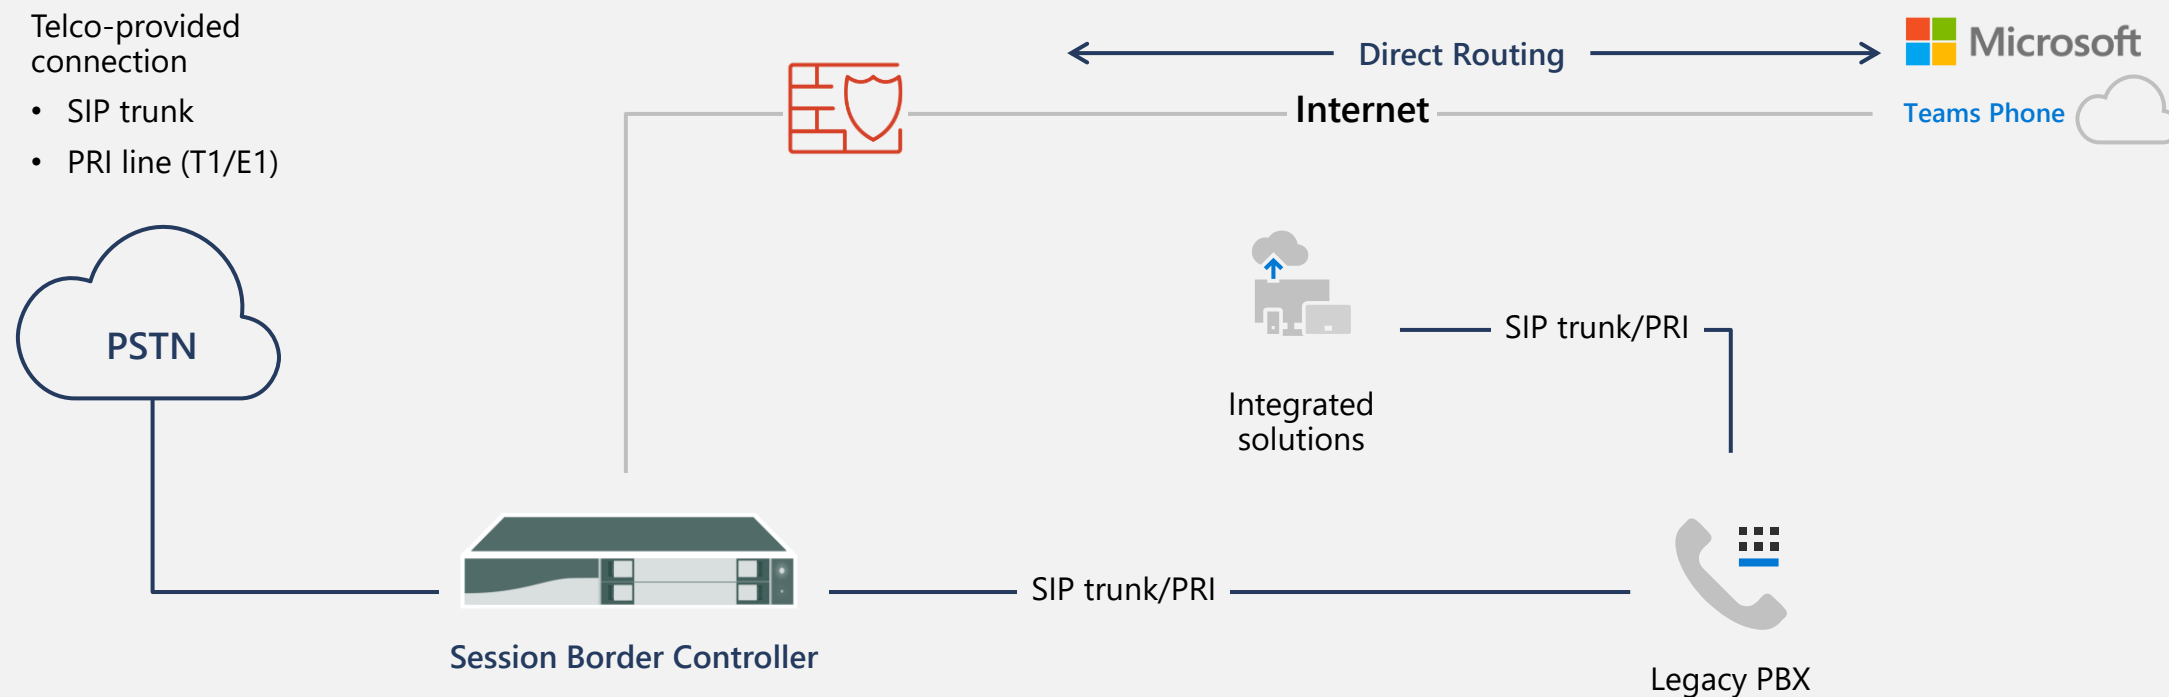 Telco-provided
connection
• SIP trunk
• PRI line (T1/E1)
Direct Routing
Microsoft
Internet
Teams Phone
PSTN
SIP trunk/PRI
Integrated
solutions
SIP trunk/PRI
Session Border Controller
Legacy PBX